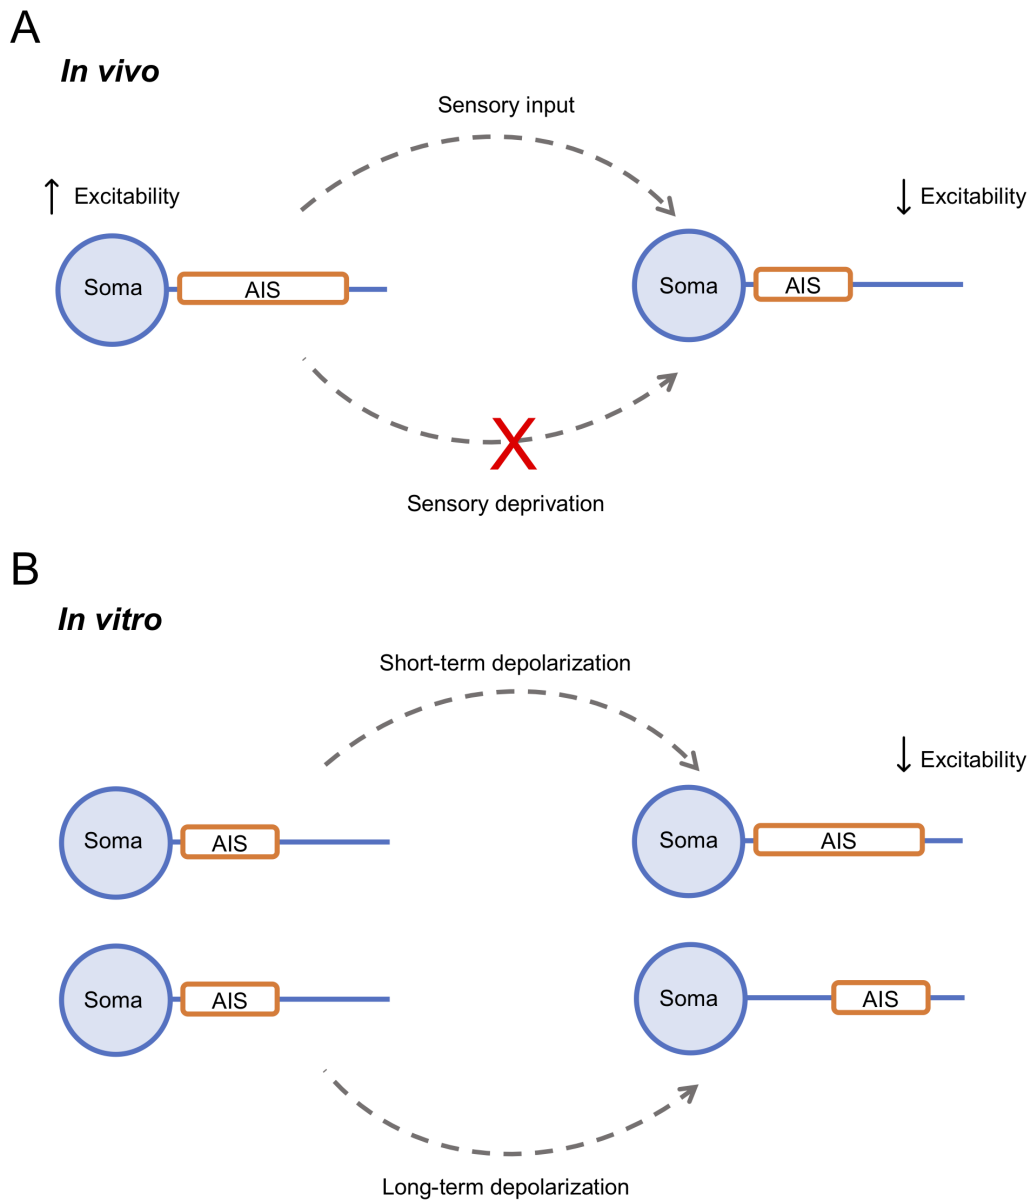 A
In vivo
Sensory input
↑ Excitability
↓ Excitability
Soma
AIS
Soma
AIS
X
Sensory deprivation
B
In vitro
Short-term depolarization
↓ Excitability
Soma
AIS
Soma
AIS
Soma
AIS
Soma
AIS
Long-term depolarization